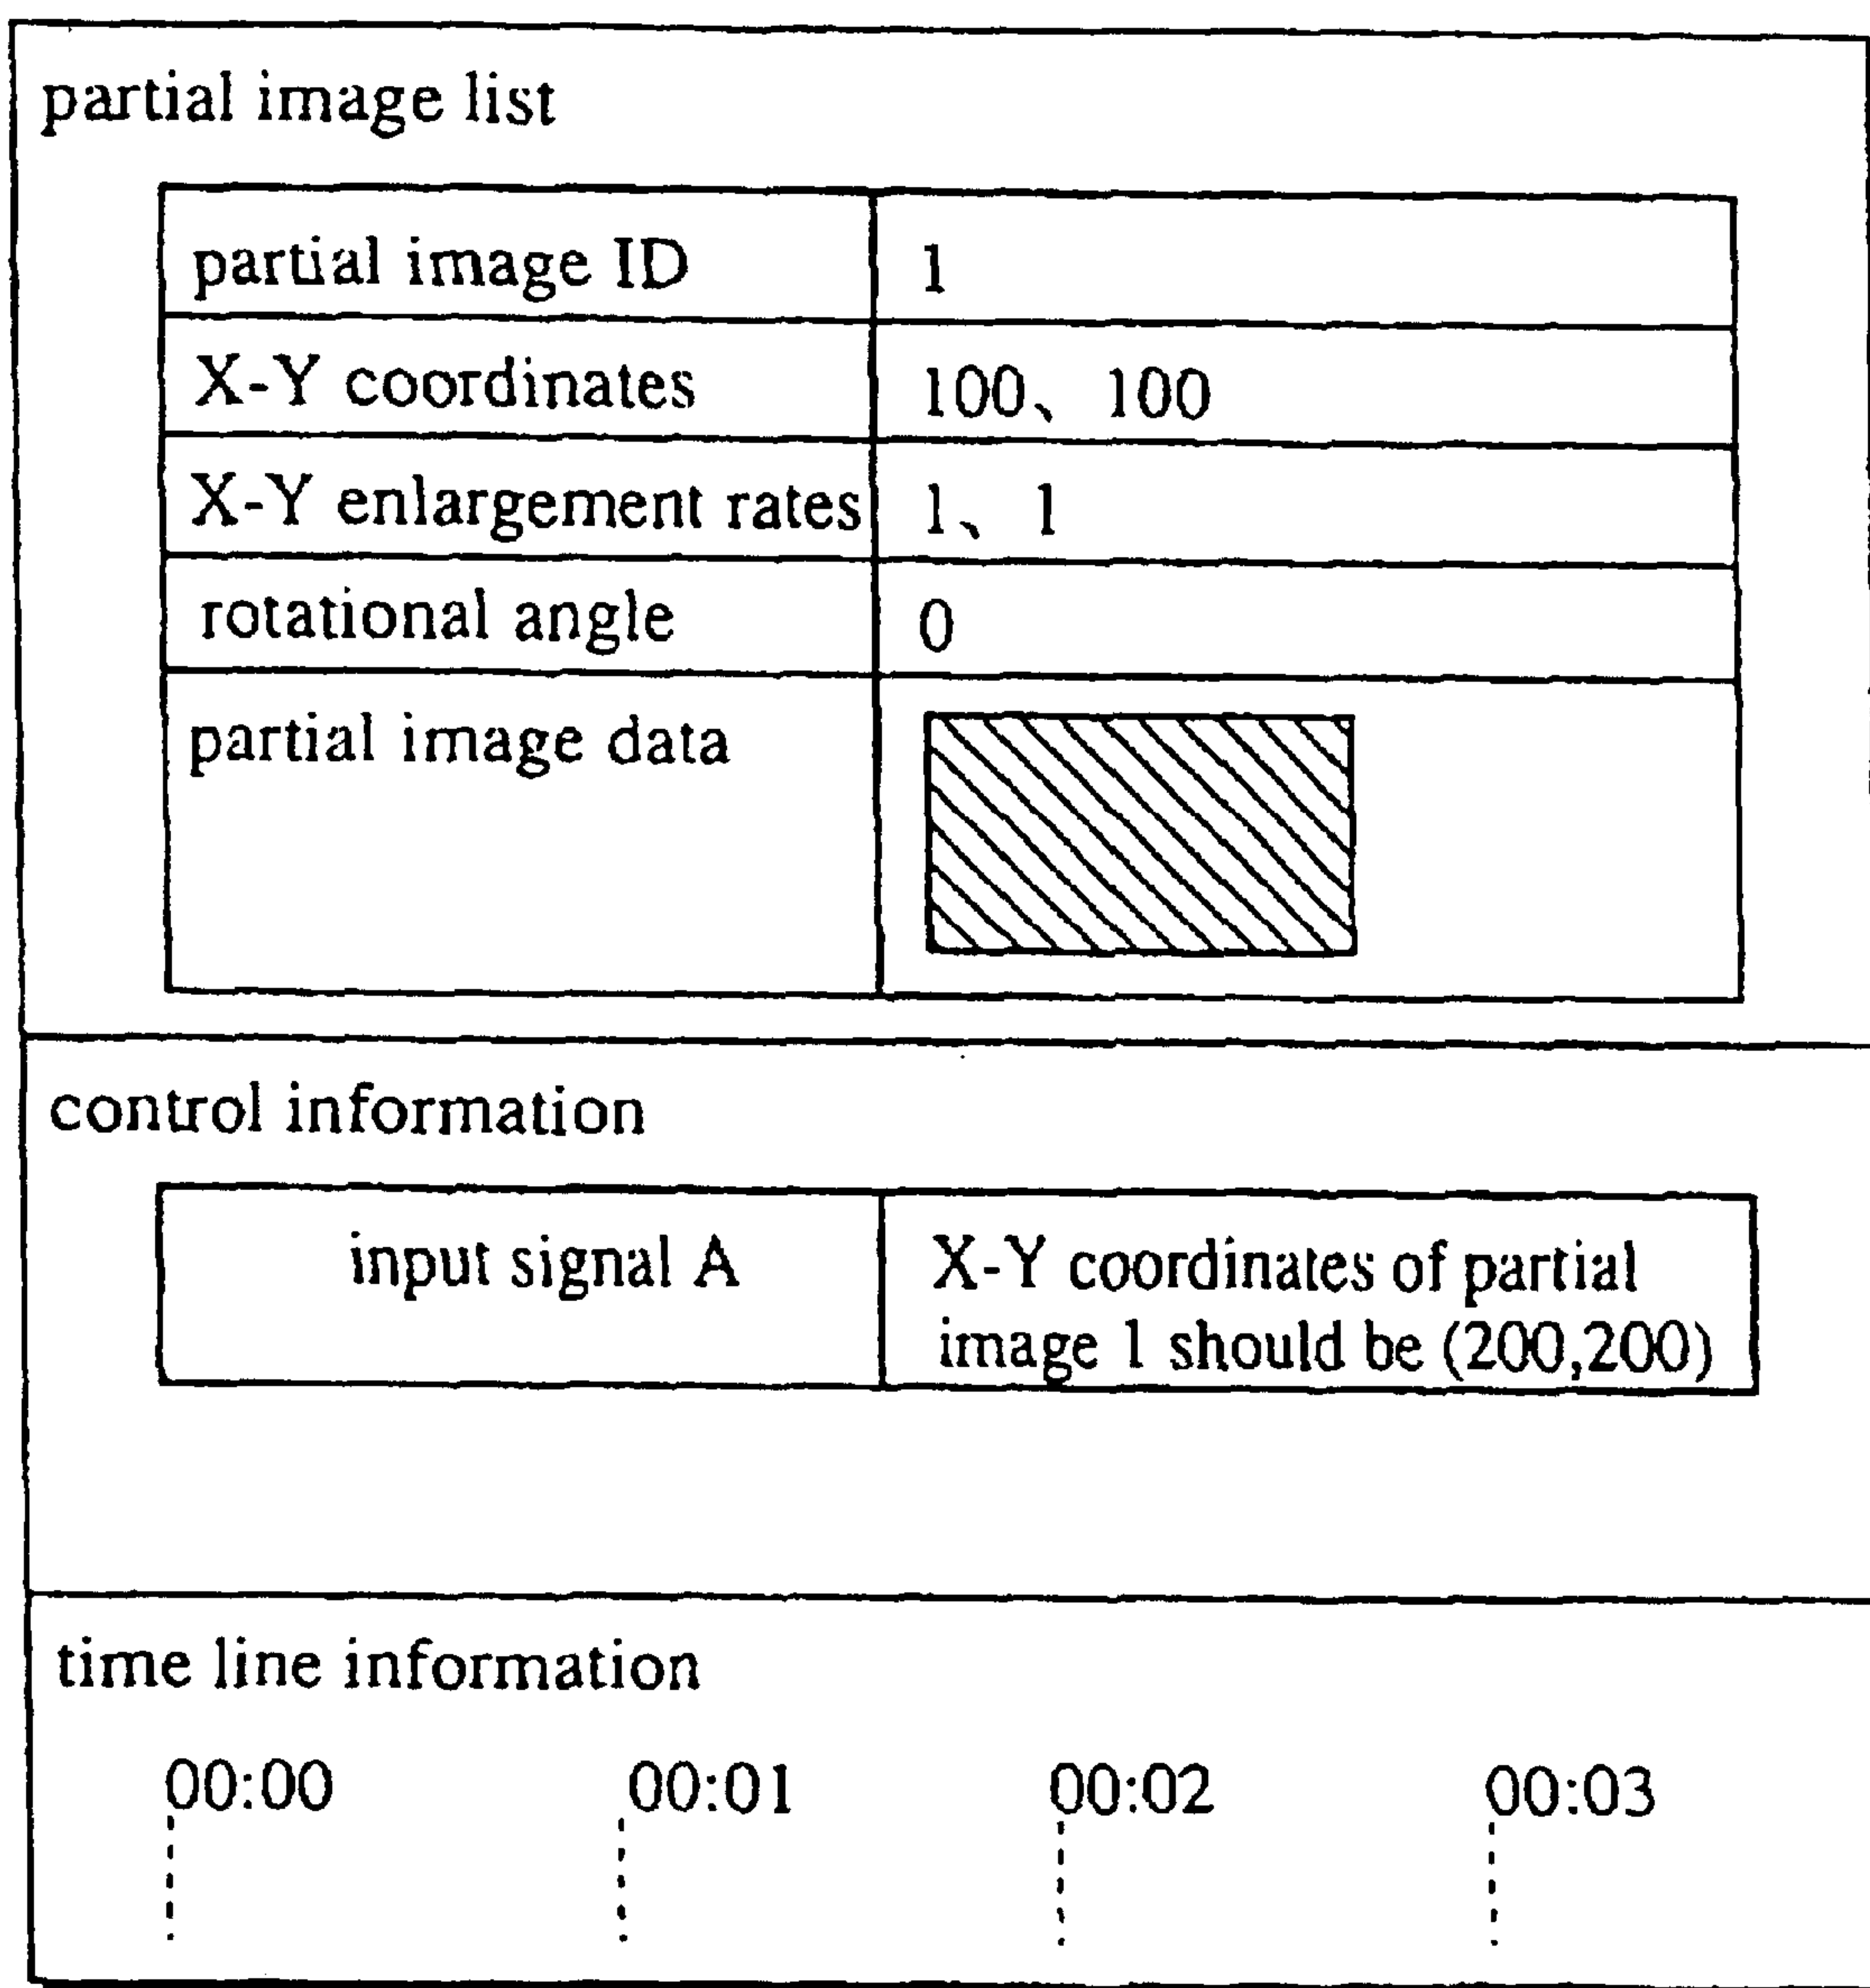 partial image list
partial image ID 1
X-Y coordinates 100、 100
X-Y enlargement rates 1、 1
rotational angle 0
partial image data
control information
input signal A
X-Y coordinates of partial
image 1 should be (200,200)
time line information
00:00 00:01 00:02 00:03